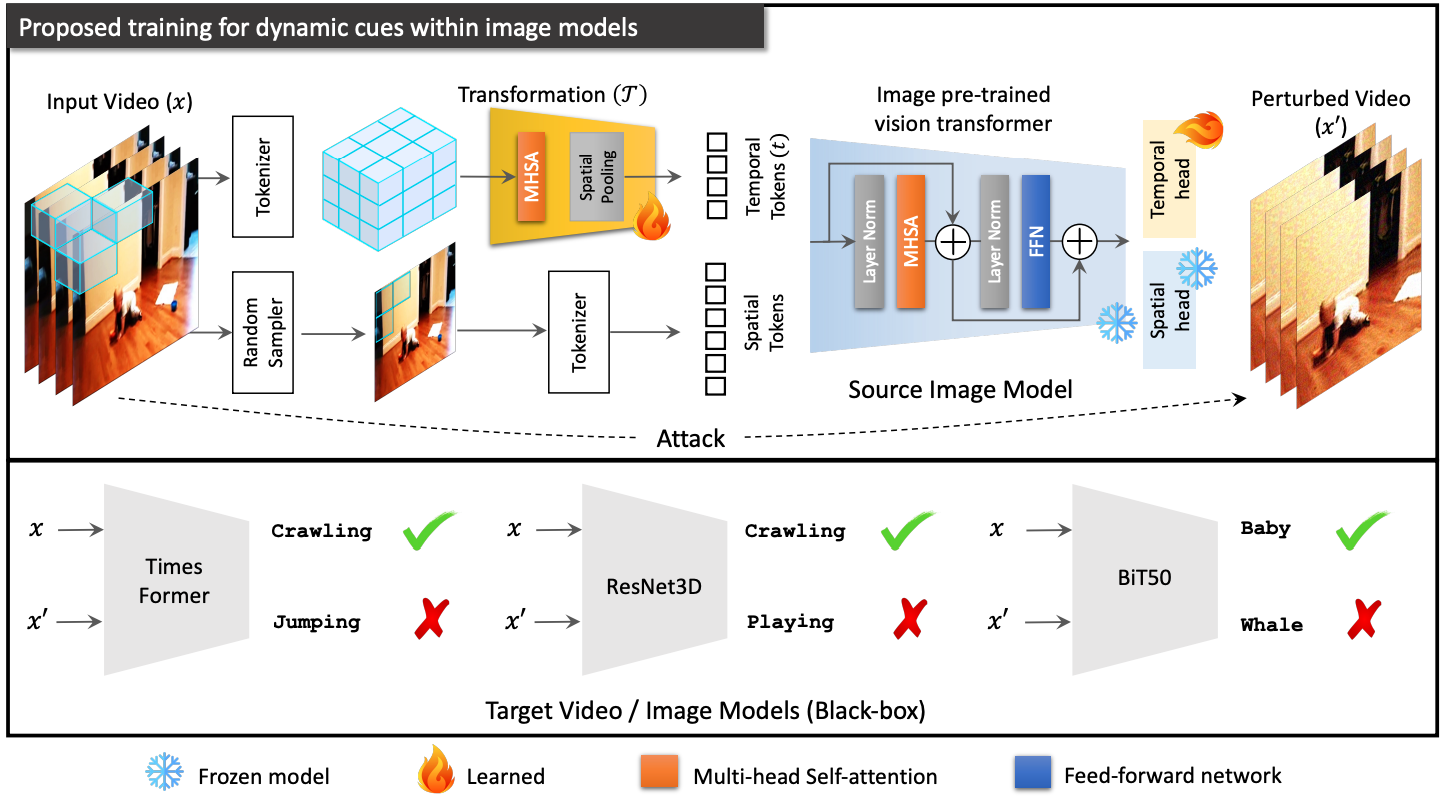 Proposed training for dynamic cues within image models
Input Video (𝑥)
Tokenizer
Transformation (𝒯)
MHSA
Spatial
Pooling
Temporal
Tokens (𝑡)
Random
Sampler
Tokenizer
Spatial
Tokens
Image pre-trained
vision transformer
Layer Norm
MHSA
Layer Norm
FFN
Temporal
head
Spatial
head
Source Image Model
Perturbed Video
(𝑥′)
Attack
𝑥
𝑥′
Times
Former
Crawling
Jumping
𝑥
𝑥′
ResNet3D
Crawling
Playing
𝑥
𝑥′
BiT50
Baby
Whale
Target Video / Image Models (Black-box)
Frozen model
Learned
Multi-head Self-attention
Feed-forward network